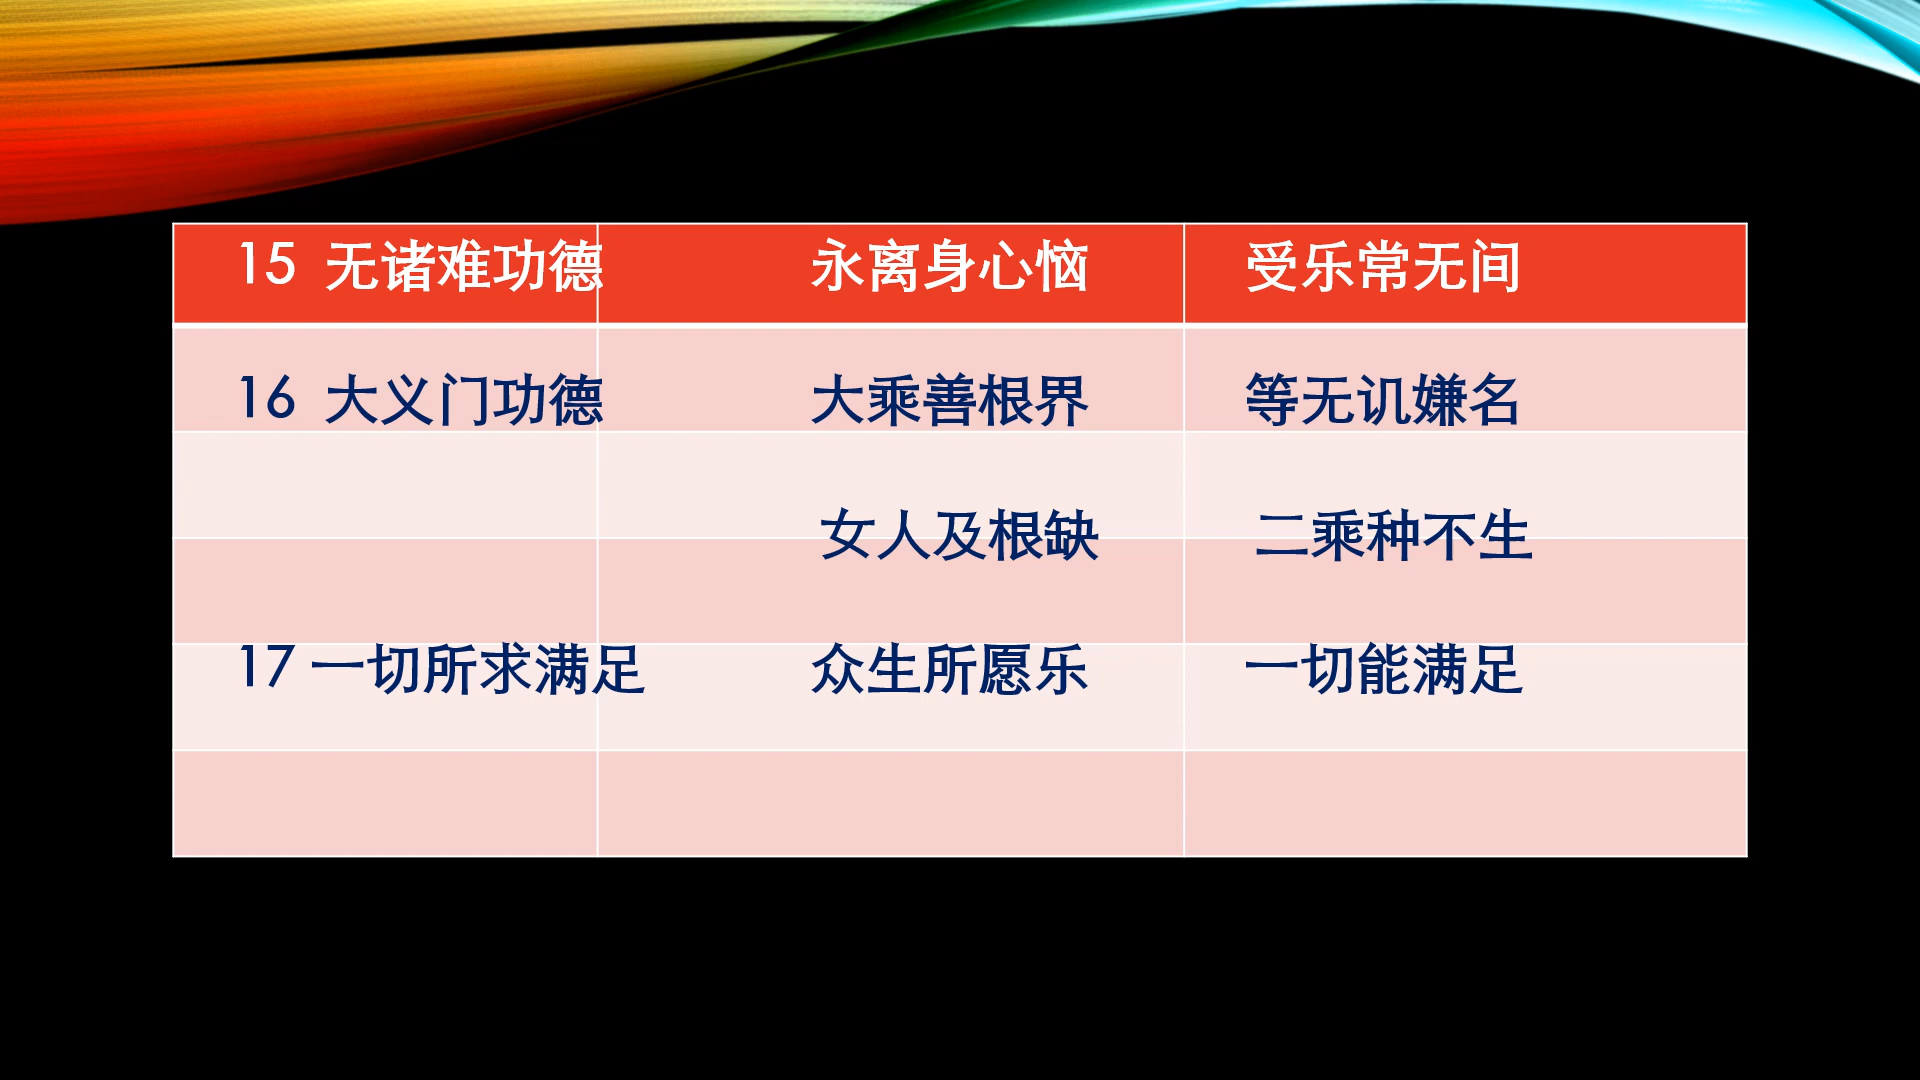 15 无诸难功德 永离身心恼 受乐常无间
16 大义门功德 大乘善根界 等无讥嫌名
女人及根缺 二乘种不生
17 一切所求满足 众生所愿乐 一切能满足